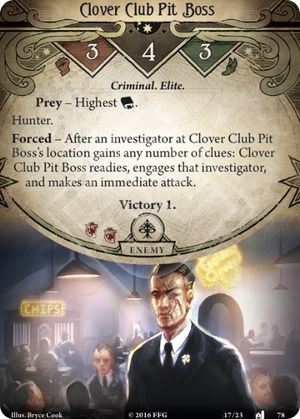 Clover Club Pit Boss
3 4 3
Criminal. Elite.
Prey – Highest
Hunter.
Forced – After an investigator at Clover Club Pit
Boss's location gains any number of clues: Clover
Club Pit Boss readies, engages that investigator,
and makes an immediate attack.
Victory 1.
ENEMY
CHIPS
Illus. Bryce Cook
© 2016 FFG
17/23
78